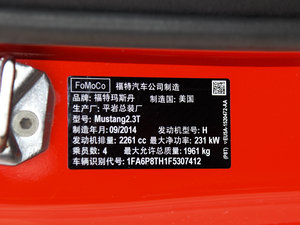 FoMoCo 福特汽车公司制造
品牌：福特玛斯丹 制造国：美国
生产厂：平岩总装厂
型号：Mustang2.3T
制造年月：09/2014 发动机型号：H
发动机排量：2261 cc 最大净功率：231 kW
乘员数：4 最大允许总质量：1961 kg
车辆识别代号：1FA6P8TH1F5307412
(PET)